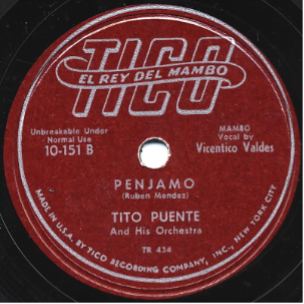 TICO
EL REY DEL MAMBO
Unbreakable Under
Normal Use
10-151 B
MAMBO
Vocal by
Vicentico Valdes
PENJAMO
(Ruben Mendez)
TITO PUENTE
And His Orchestra
TR 434
MADE IN U.S.A. BY TICO RECORDING COMPANY, INC., NEW YORK CITY